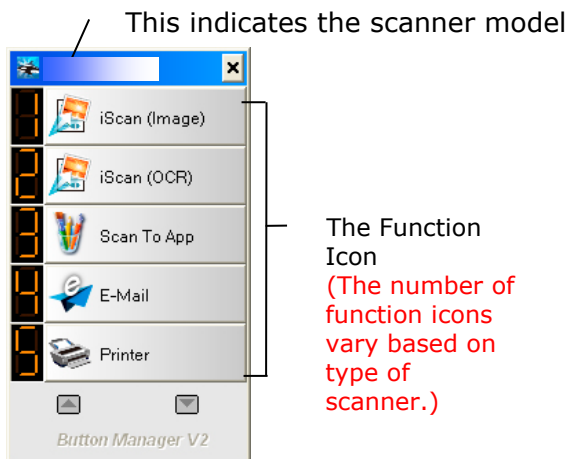 This indicates the scanner model
1 iScan (Image)
2 iScan (OCR)
3 Scan To App
4 E-Mail
5 Printer
Button Manager V2
The Function
Icon
(The number of
function icons
vary based on
type of
scanner.)